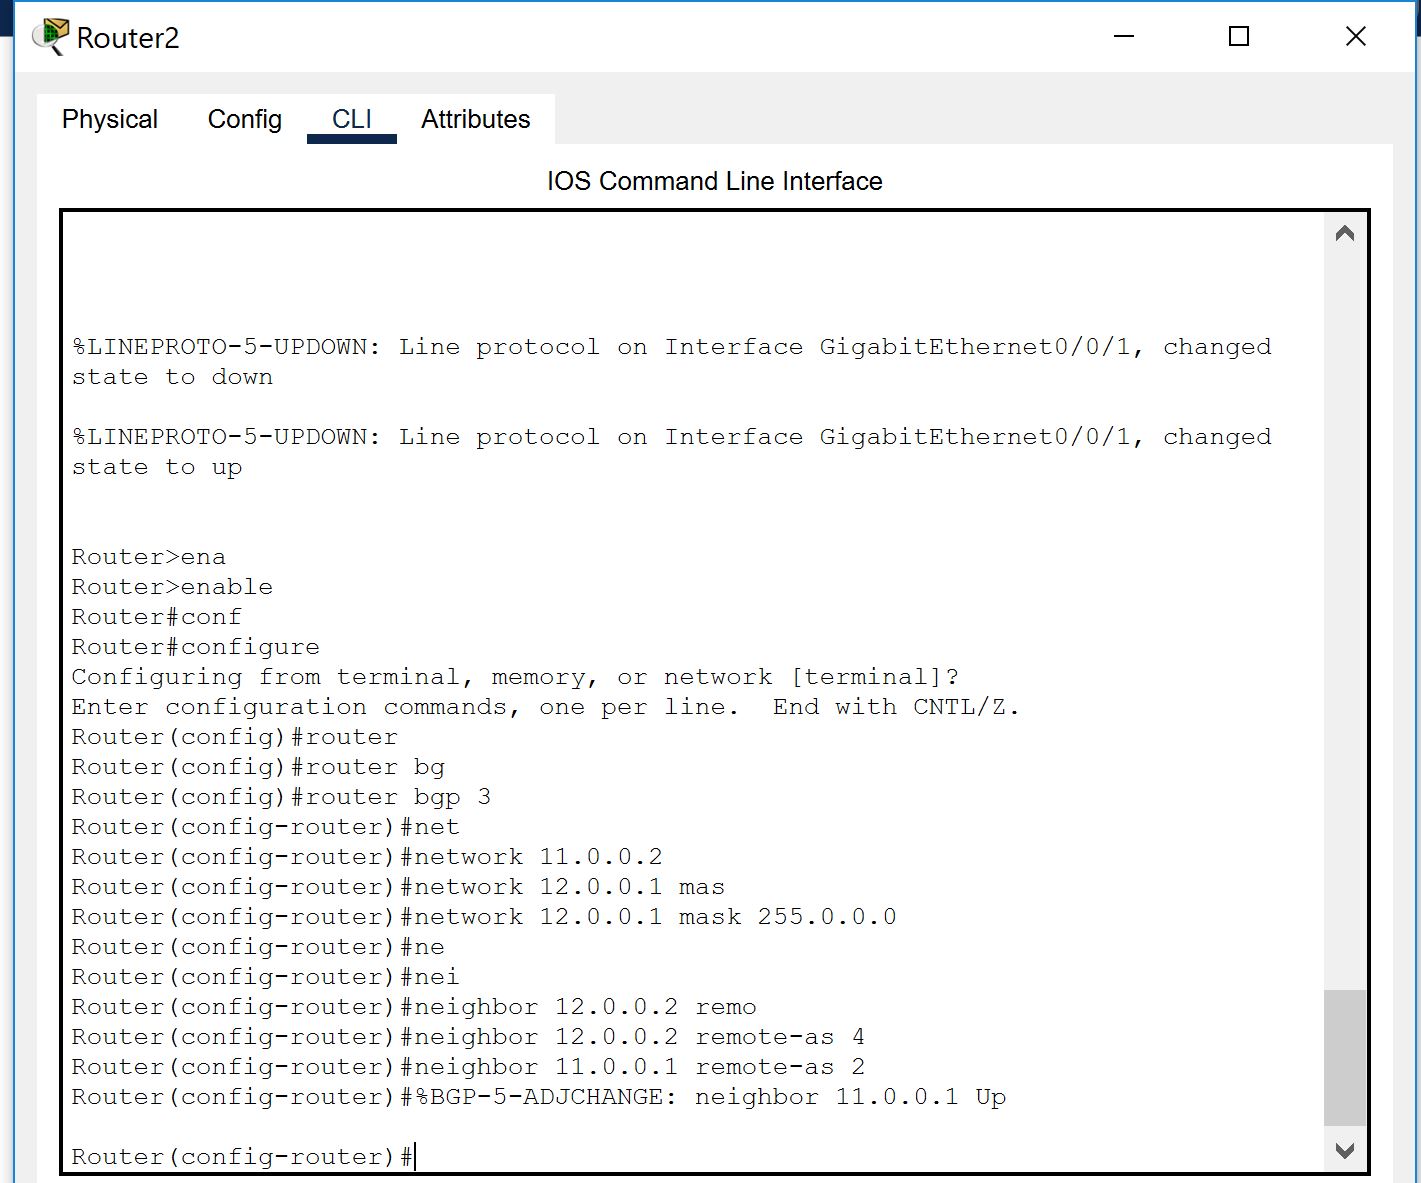 Router2
Physical Config CLI Attributes
IOS Command Line Interface
%LINEPROTO-5-UPDOWN: Line protocol on Interface GigabitEthernet0/0/1, changed
state to down
%LINEPROTO-5-UPDOWN: Line protocol on Interface GigabitEthernet0/0/1, changed
state to up
Router>ena
Router>enable
Router#conf
Router#configure
Configuring from terminal, memory, or network [terminal]?
Enter configuration commands, one per line.  End with CNTL/Z.
Router(config)#router
Router(config)#router bg
Router(config)#router bgp 3
Router(config-router)#net
Router(config-router)#network 11.0.0.2
Router(config-router)#network 12.0.0.1 mas
Router(config-router)#network 12.0.0.1 mask 255.0.0.0
Router(config-router)#ne
Router(config-router)#nei
Router(config-router)#neighbor 12.0.0.2 remo
Router(config-router)#neighbor 12.0.0.2 remote-as 4
Router(config-router)#neighbor 11.0.0.1 remote-as 2
Router(config-router)#%BGP-5-ADJCHANGE: neighbor 11.0.0.1 Up
Router(config-router)#